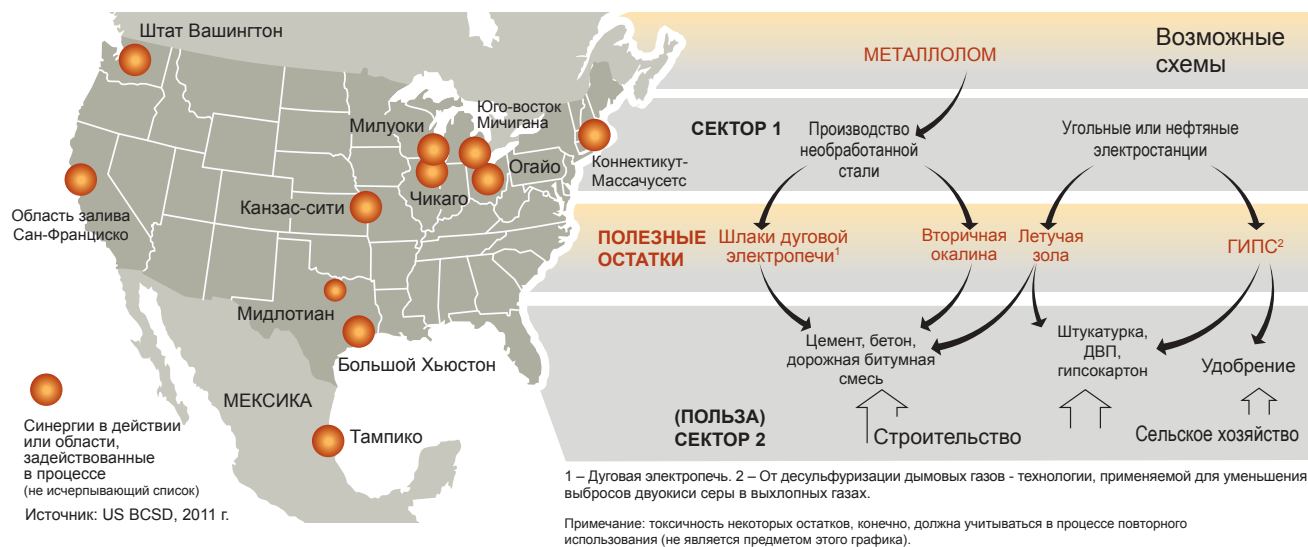 Штат Вашингтон
Милуоки
Юго-восток
Мичигана
Огайо
Коннектикут-
Массачусетс
Чикаго
Канзас-сити
Область залива
Сан-Франциско
Мидлотиан
Большой Хьюстон
МЕКСИКА
Тампико
Синергии в действии
или области,
задействованные
в процессе
(не исчерпывающий список)
Источник: US BCSD, 2011 г.
Возможные
схемы
МЕТАЛЛОЛОМ
СЕКТОР 1
Производство
необработанной
стали
Угольные или нефтяные
электростанции
ПОЛЕЗНЫЕ
ОСТАТКИ
Шлаки дуговой
электропечи1
Вторичная
окалина
Летучая
зола
ГИПС2
Цемент, бетон,
дорожная битумная
смесь
Штукатурка,
ДВП,
гипсокартон
Удобрение
(ПОЛЬЗА)
СЕКТОР 2
Строительство
Сельское хозяйство
1 – Дуговая электропечь. 2 – От десульфуризации дымовых газов - технологии, применяемой для уменьшения
выбросов двуокиси серы в выхлопных газах.
Примечание: токсичность некоторых остатков, конечно, должна учитываться в процессе повторного
использования (не является предметом этого графика).